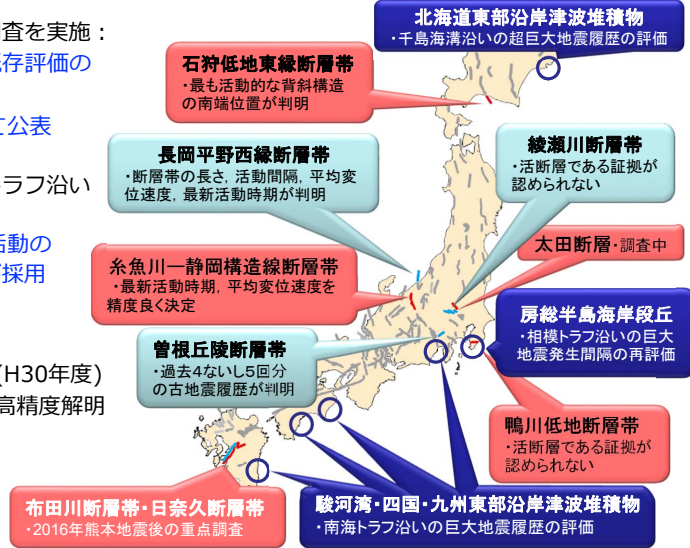 査を実施：
存評価の
て公表
ラフ沿い
活動の
採用
(H30年度)
高精度解明
北海道東部沿岸津波堆積物
・千島海溝沿いの超巨大地震履歴の評価
石狩低地東縁断層帯
・最も活動的な背斜構造
の南端位置が判明
長岡平野西縁断層帯
・断層帯の長さ，活動間隔，平均変
位速度，最新活動時期が判明
綾瀬川断層帯
・活断層である証拠が
認められない
太田断層・調査中
糸魚川－静岡構造線断層帯
・最新活動時期，平均変位速度を
精度良く決定
房総半島海岸段丘
・相模トラフ沿いの巨大
地震発生間隔の再評価
曽根丘陵断層帯
・過去４ないし５回分
の古地震履歴が判明
鴨川低地断層帯
・活断層である証拠が
認められない
布田川断層帯・日奈久断層帯
・2016年熊本地震後の重点調査
駿河湾・四国・九州東部沿岸津波堆積物
・南海トラフ沿いの巨大地震履歴の評価